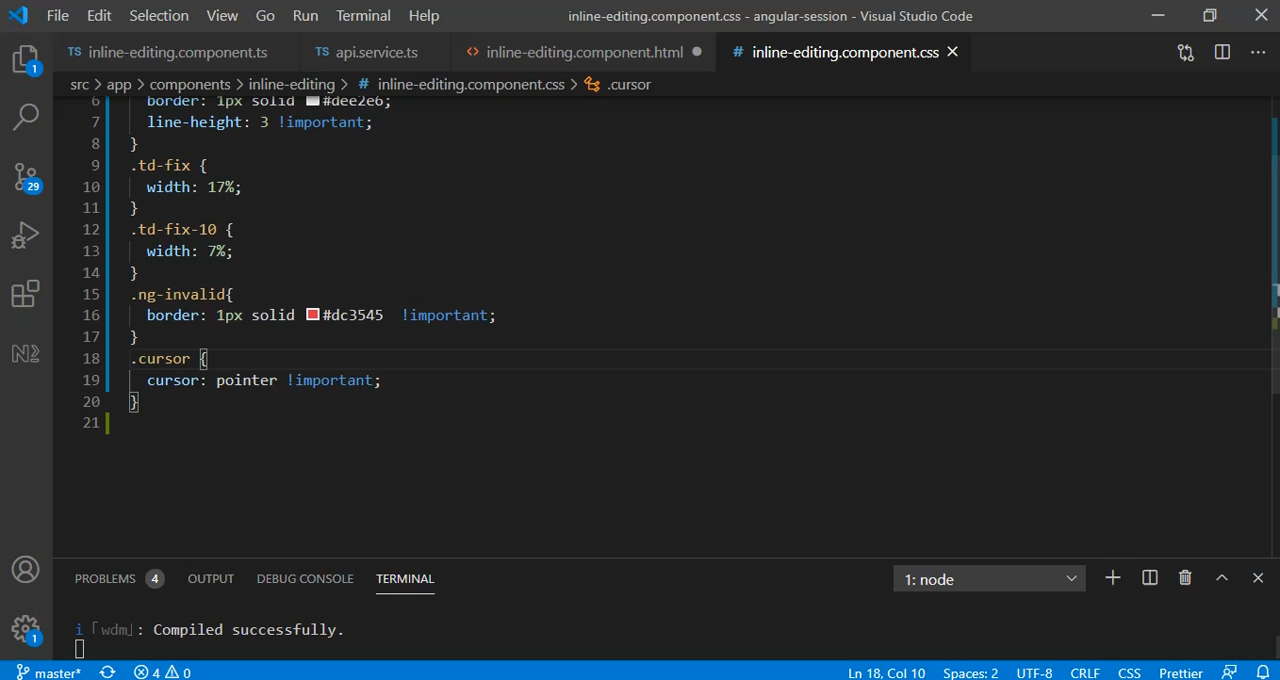 File Edit Selection View Go Run Terminal Help inline-editing.component.css - angular-session - Visual Studio Code
TS inline-editing.component.ts TS api.service.ts <> inline-editing.component.html # inline-editing.component.css
src > app > components > inline-editing > # inline-editing.component.css > .cursor
6 border: 1px solid #dee2e6;
7 line-height: 3 !important;
8 }
9 .td-fix {
10 width: 17%;
11 }
12 .td-fix-10 {
13 width: 7%;
14 }
15 .ng-invalid{
16 border: 1px solid #dc3545  !important;
17 }
18 .cursor {
19 cursor: pointer !important;
20 }
21
1
29
1
PROBLEMS 4 OUTPUT DEBUG CONSOLE TERMINAL 1: node
i「wdm」: Compiled successfully.
master* 4 0 Ln 18, Col 10 Spaces: 2 UTF-8 CRLF CSS Prettier